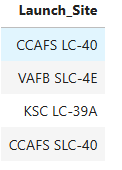 Launch_Site
CCAFS LC-40
VAFB SLC-4E
KSC LC-39A
CCAFS SLC-40